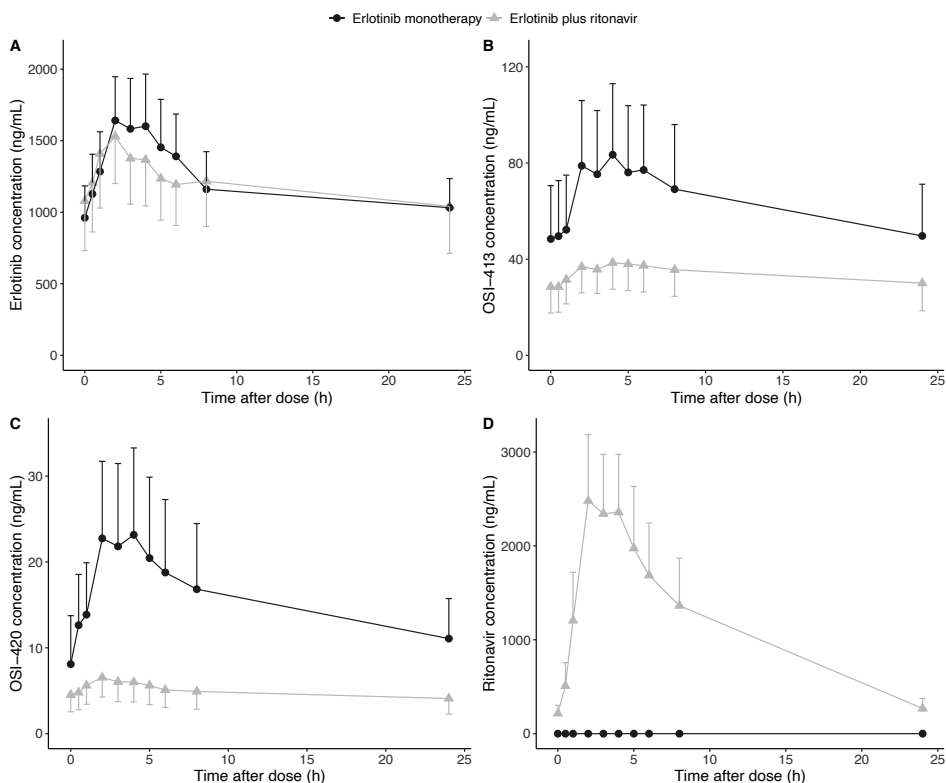 Erlotinib monotherapy Erlotinib plus ritonavir
A
Erlotinib concentration (ng/mL)
2000
1500
1000
500
0
0 5 10 15 20 25
Time after dose (h)
B
OSI−413 concentration (ng/mL)
120
80
40
0
0 5 10 15 20 25
Time after dose (h)
C
OSI−420 concentration (ng/mL)
30
20
10
0
0 5 10 15 20 25
Time after dose (h)
D
Ritonavir concentration (ng/mL)
3000
2000
1000
0
0 5 10 15 20 25
Time after dose (h)